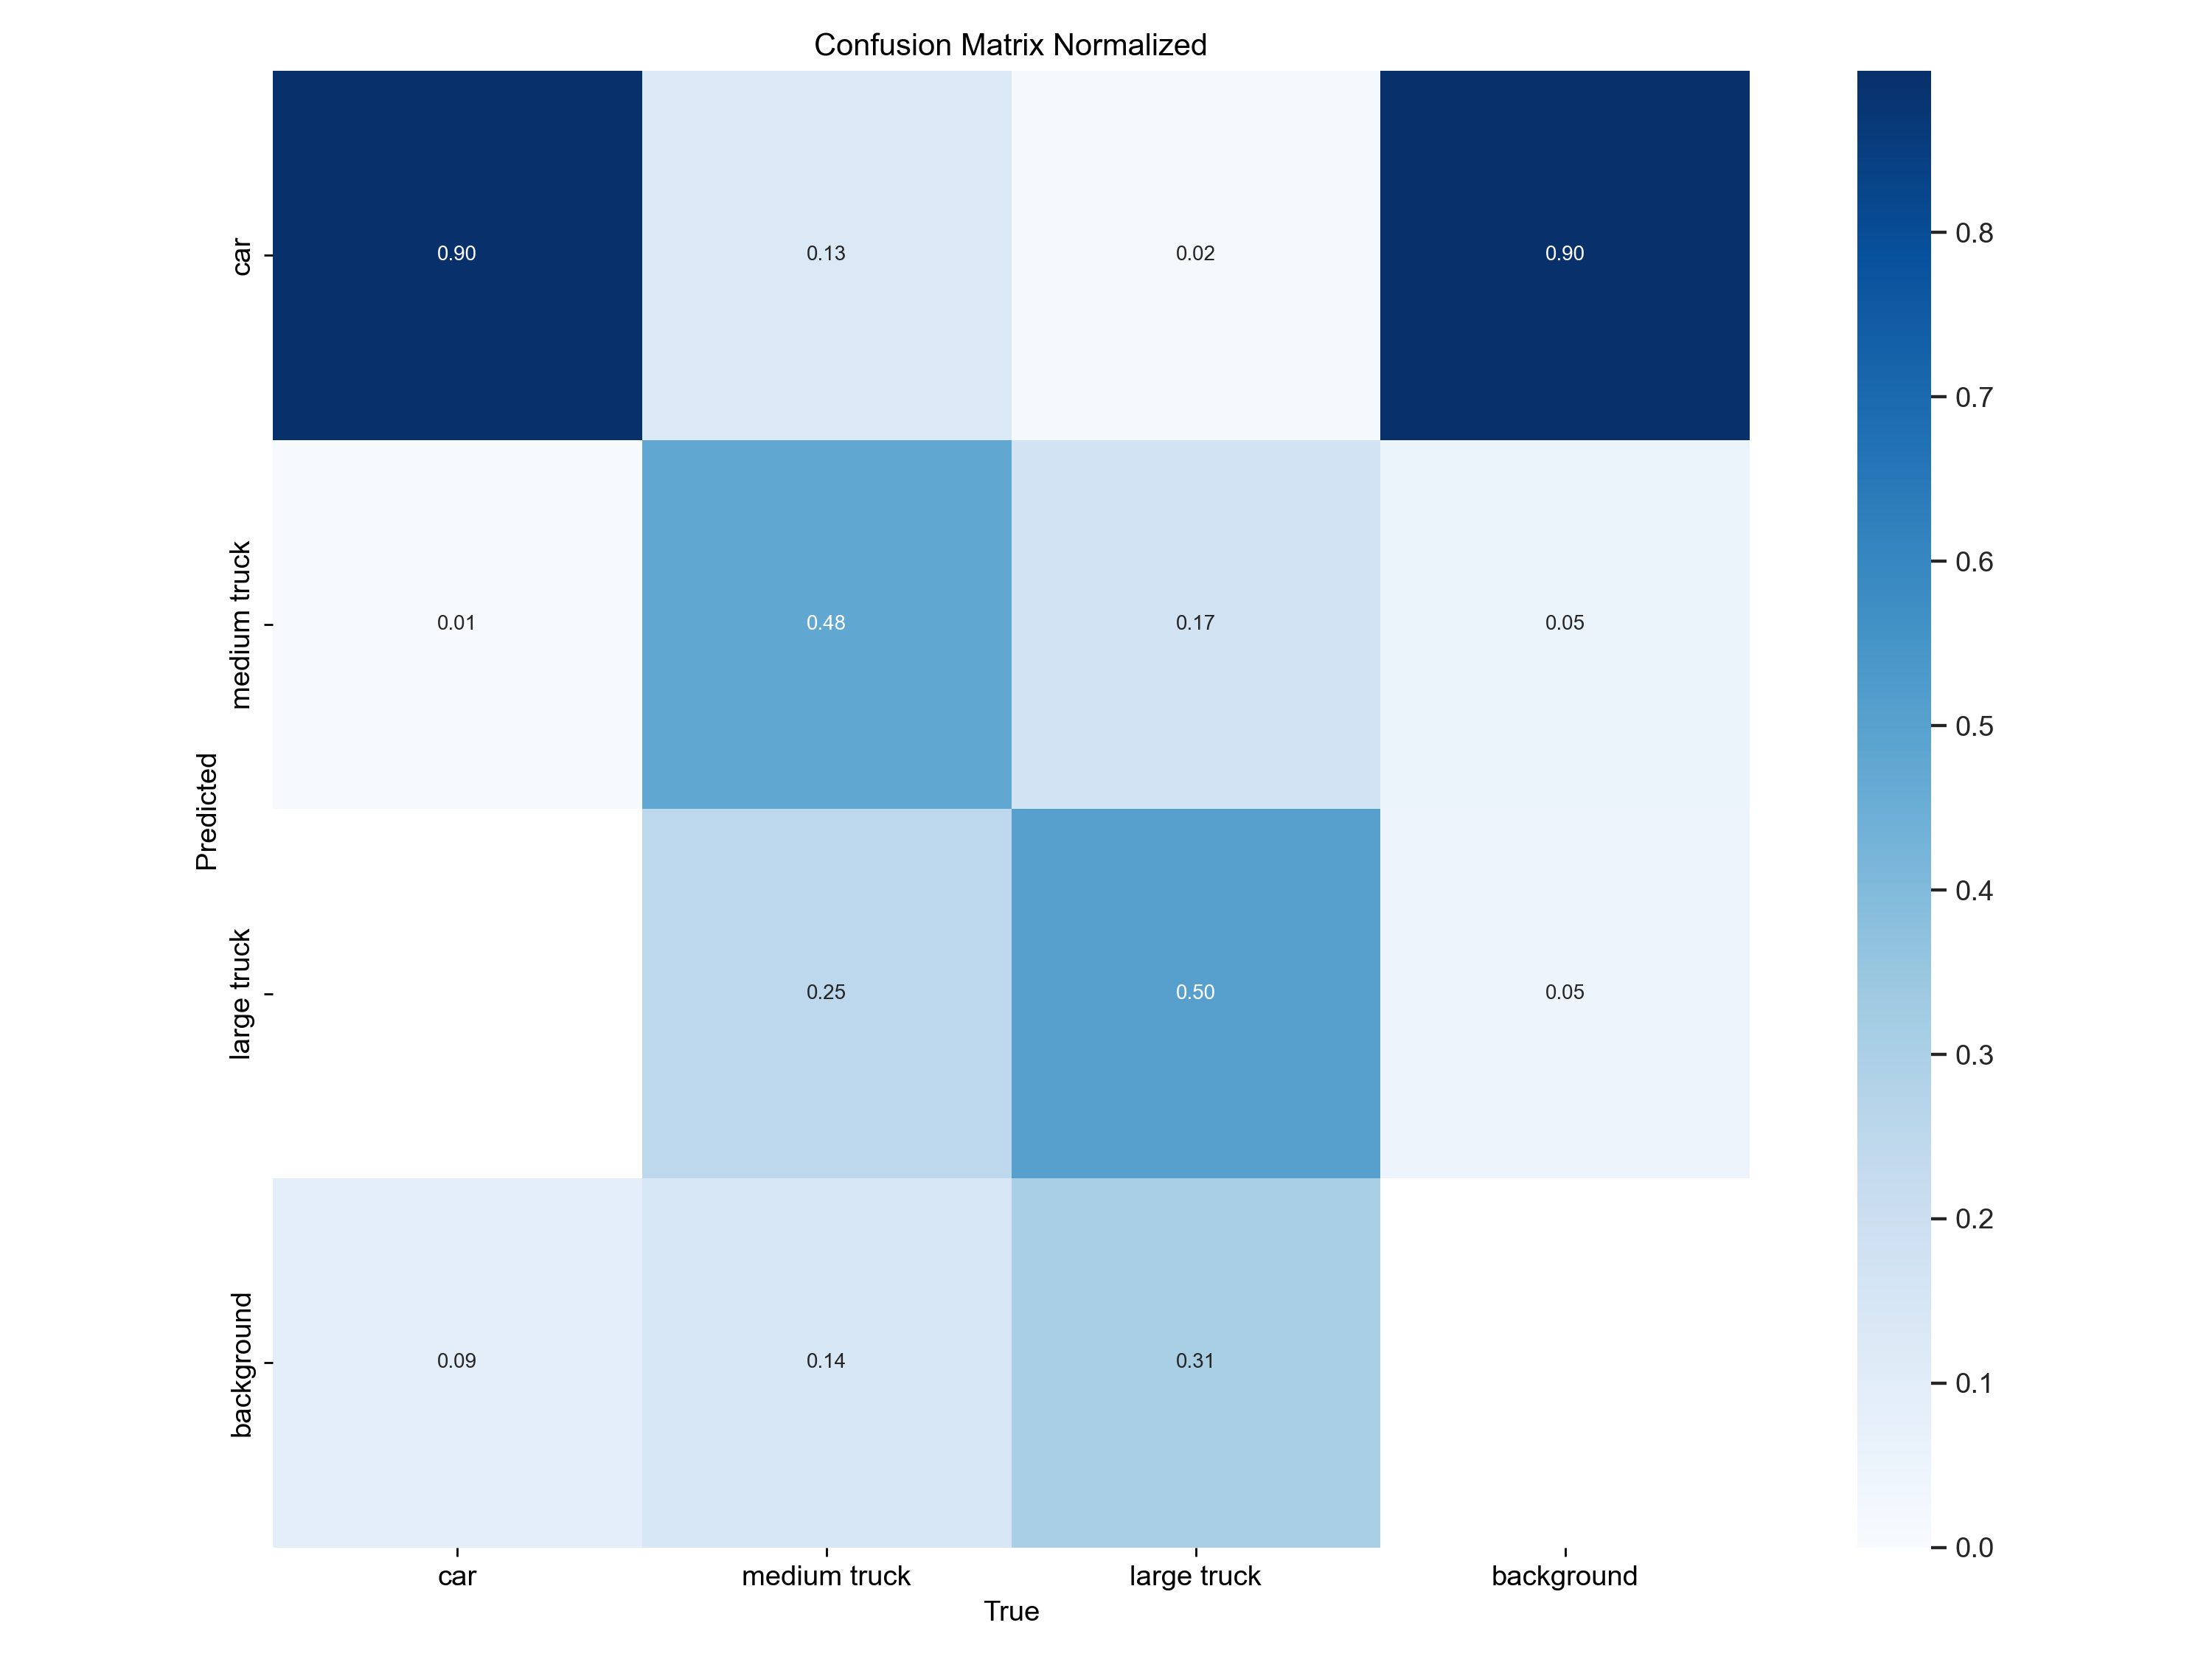 Confusion Matrix Normalized
car
0.90
0.13
0.02
0.90
medium truck
0.01
0.48
0.17
0.05
large truck
0.25
0.50
0.05
background
0.09
0.14
0.31
Predicted
car
medium truck
large truck
background
True
0.8
0.7
0.6
0.5
0.4
0.3
0.2
0.1
0.0